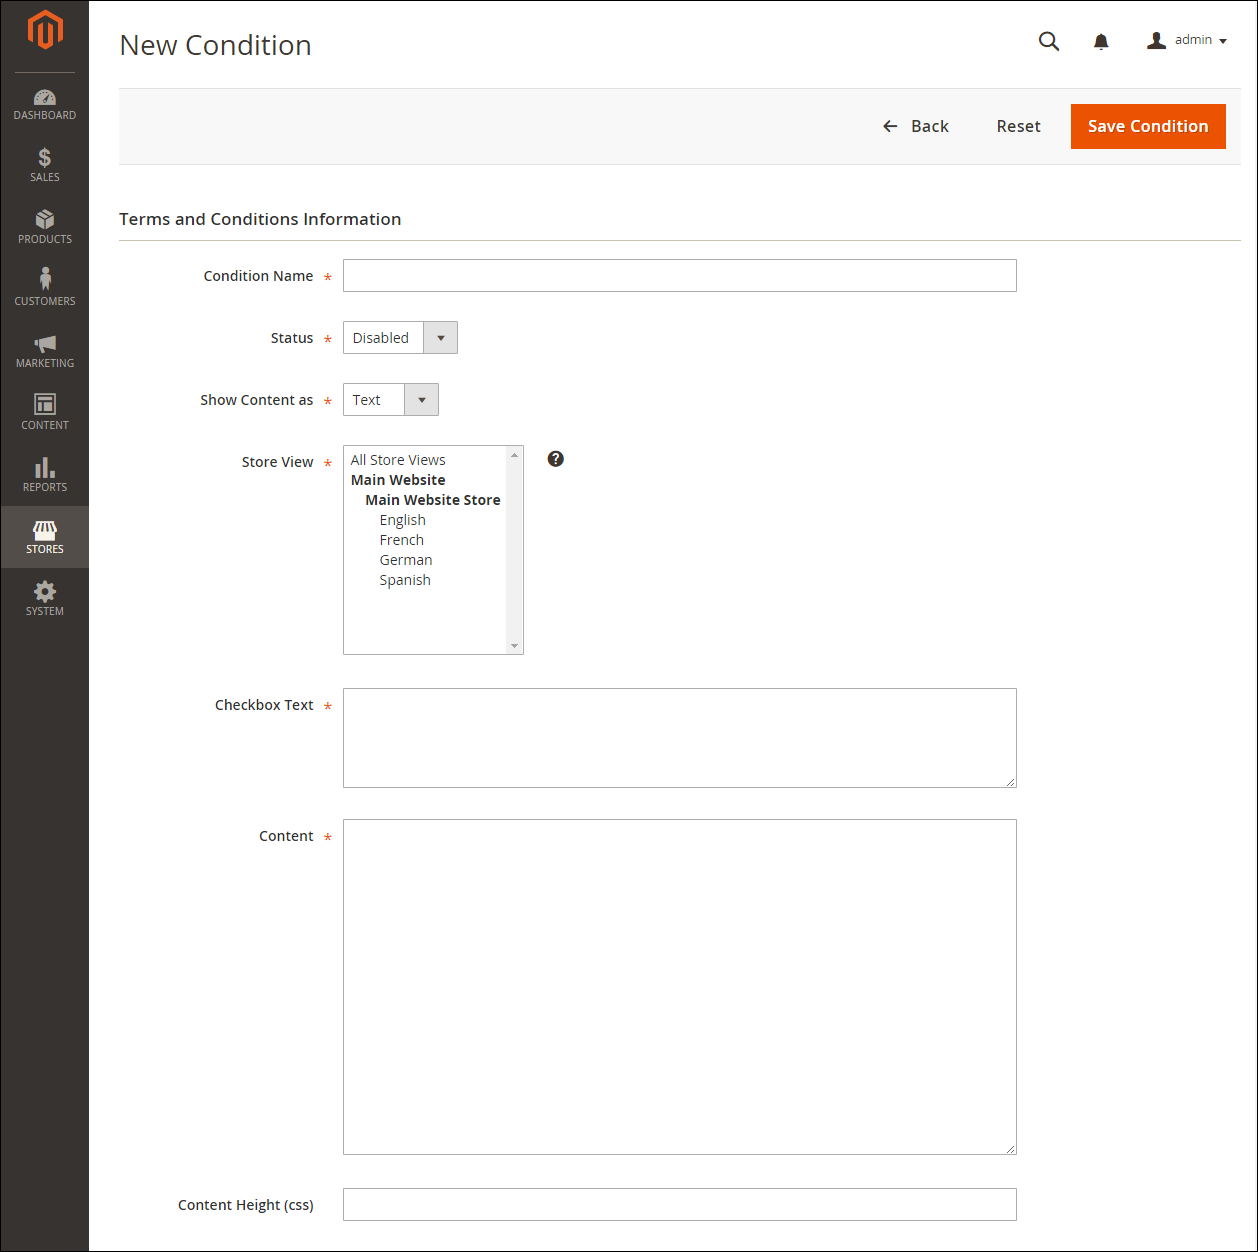 New Condition
admin
DASHBOARD
SALES
PRODUCTS
CUSTOMERS
MARKETING
CONTENT
REPORTS
STORES
SYSTEM
Back Reset Save Condition
Terms and Conditions Information
Condition Name *
Status * Disabled
Show Content as * Text
Store View * All Store Views
Main Website
Main Website Store
English
French
German
Spanish
Checkbox Text *
Content *
Content Height (css)